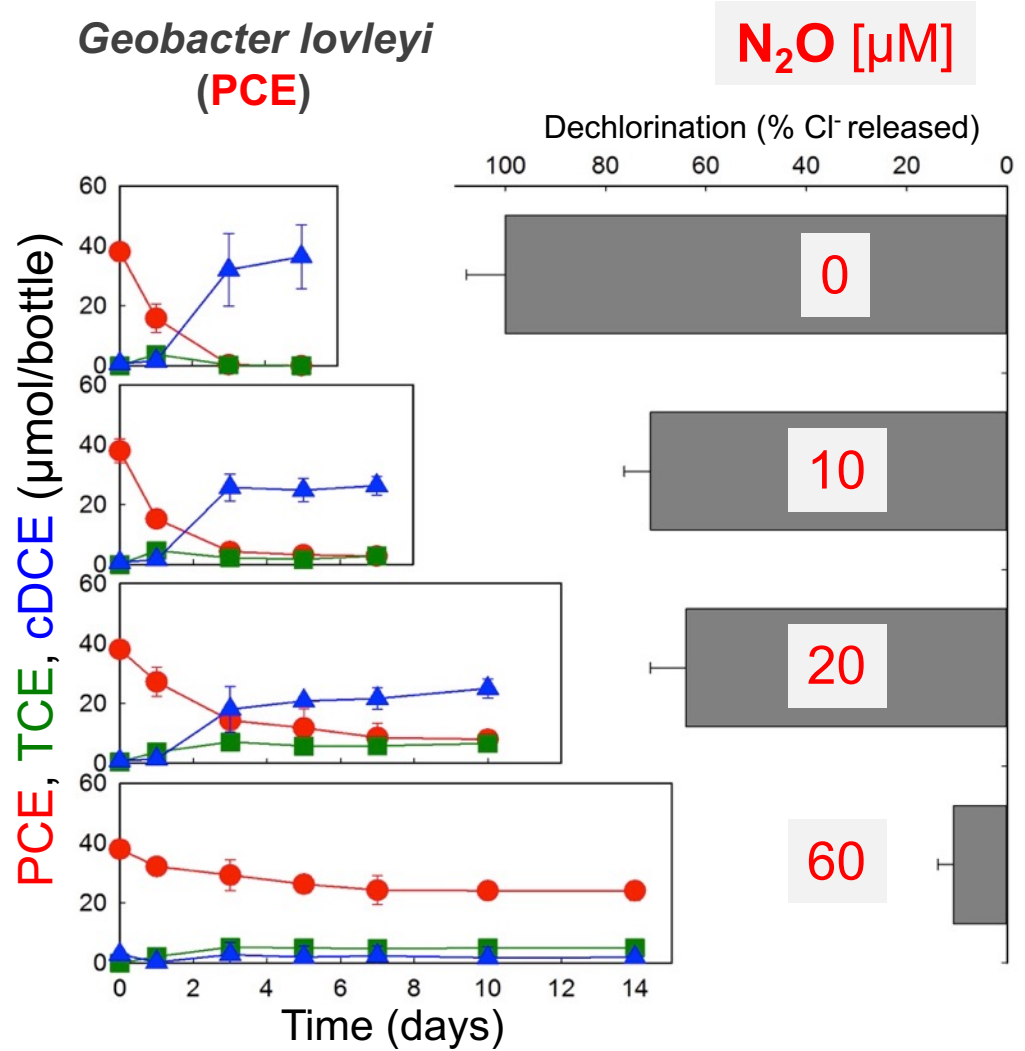 Geobacter lovleyi
(PCE)
N₂O [µM]
Dechlorination (% Cl⁻ released)
100 80 60 40 20 0
PCE, TCE, cDCE (µmol/bottle)
60
40
20
0
0
60
40
20
0
10
60
40
20
0
20
60
40
20
0
60
0 2 4 6 8 10 12 14
Time (days)